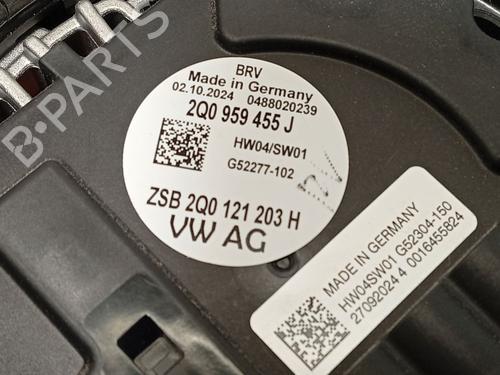 B-PARTS
BRV
Made in Germany
02.10.2024 0488020239
2Q0 959 455 J
HW04/SW01
G52277-102
ZSB 2Q0 121 203 H
VW AG
MADE IN GERMANY
HW04SW01 G52304-150
27092024 4 0016455824